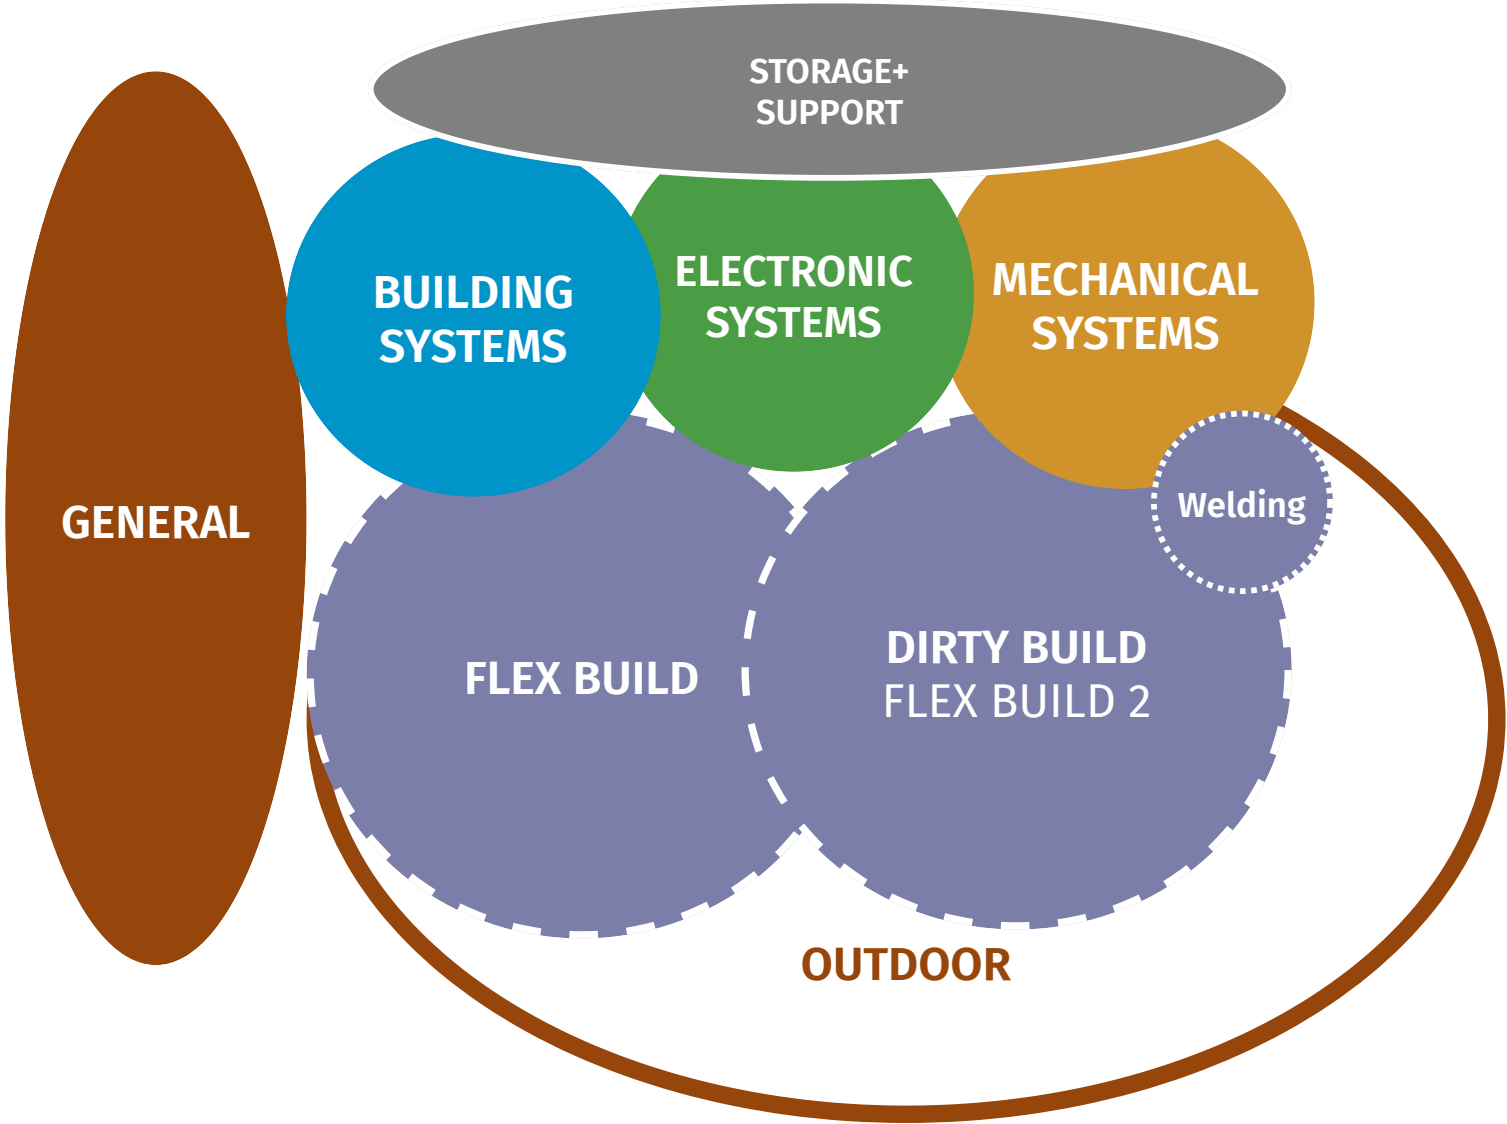 STORAGE+
SUPPORT
BUILDING
SYSTEMS
ELECTRONIC
SYSTEMS
MECHANICAL
SYSTEMS
GENERAL
Welding
FLEX BUILD
DIRTY BUILD
FLEX BUILD 2
OUTDOOR